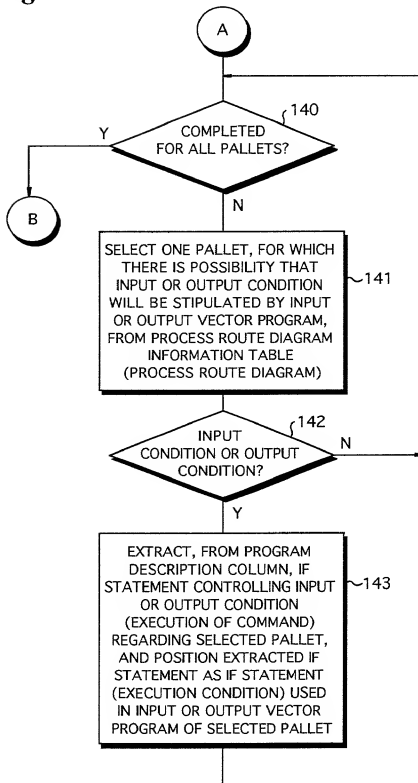 A
140
COMPLETED
FOR ALL PALLETS?
Y
B
N
SELECT ONE PALLET, FOR WHICH
THERE IS POSSIBILITY THAT
INPUT OR OUTPUT CONDITION
WILL BE STIPULATED BY INPUT
OR OUTPUT VECTOR PROGRAM,
FROM PROCESS ROUTE DIAGRAM
INFORMATION TABLE
(PROCESS ROUTE DIAGRAM)
141
142
INPUT
CONDITION OR OUTPUT
CONDITION?
N
Y
EXTRACT, FROM PROGRAM
DESCRIPTION COLUMN, IF
STATEMENT CONTROLLING INPUT
OR OUTPUT CONDITION
(EXECUTION OF COMMAND)
REGARDING SELECTED PALLET,
AND POSITION EXTRACTED IF
STATEMENT AS IF STATEMENT
(EXECUTION CONDITION) USED
IN INPUT OR OUTPUT VECTOR
PROGRAM OF SELECTED PALLET
143